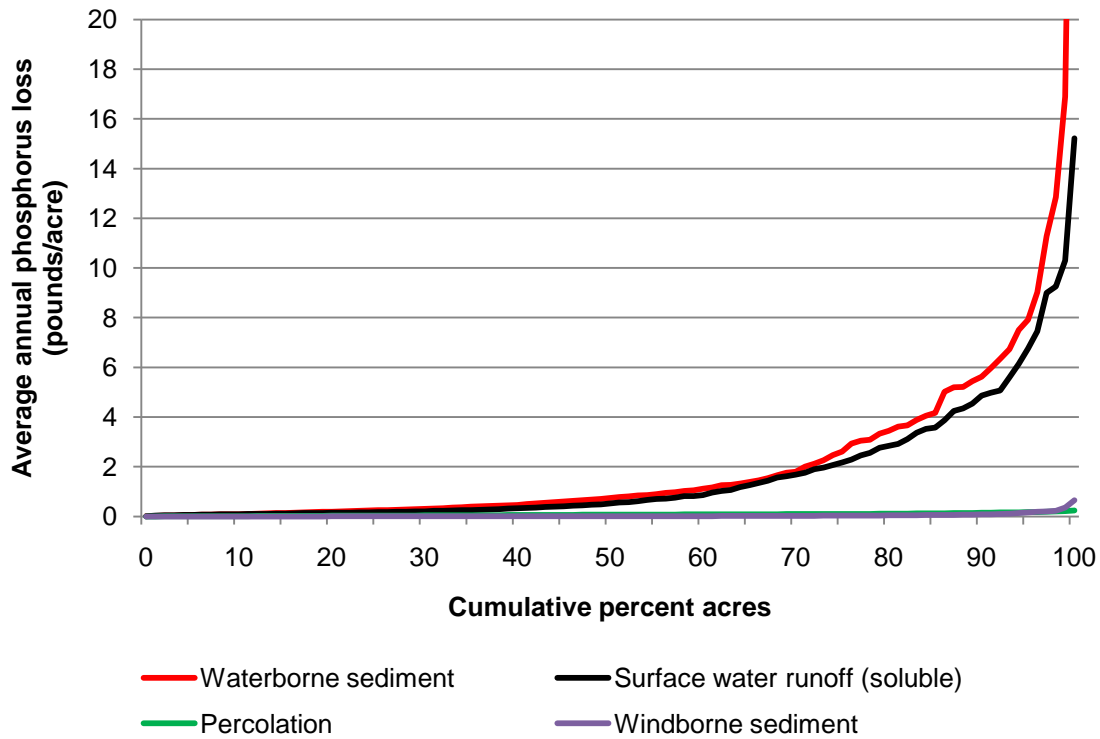 Average annual phosphorus loss
(pounds/acre)
20
18
16
14
12
10
8
6
4
2
0
0 10 20 30 40 50 60 70 80 90 100
Cumulative percent acres
Waterborne sediment Surface water runoff (soluble)
Percolation Windborne sediment